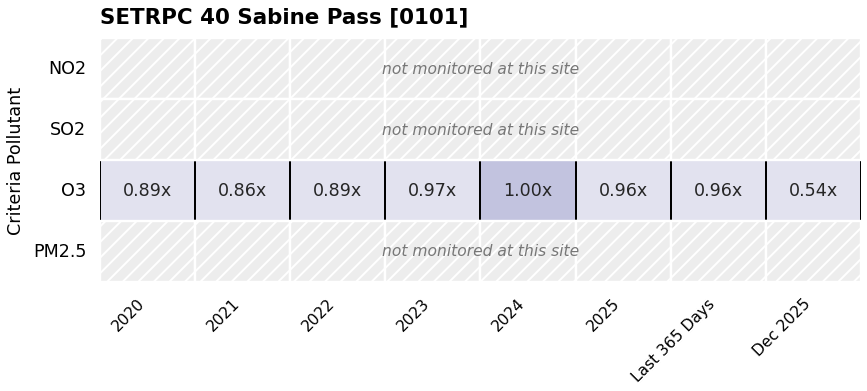 SETRPC 40 Sabine Pass [0101]
Criteria Pollutant
NO2 not monitored at this site
SO2 not monitored at this site
O3 0.89x 0.86x 0.89x 0.97x 1.00x 0.96x 0.96x 0.54x
PM2.5 not monitored at this site
2020 2021 2022 2023 2024 2025 Last 365 Days Dec 2025